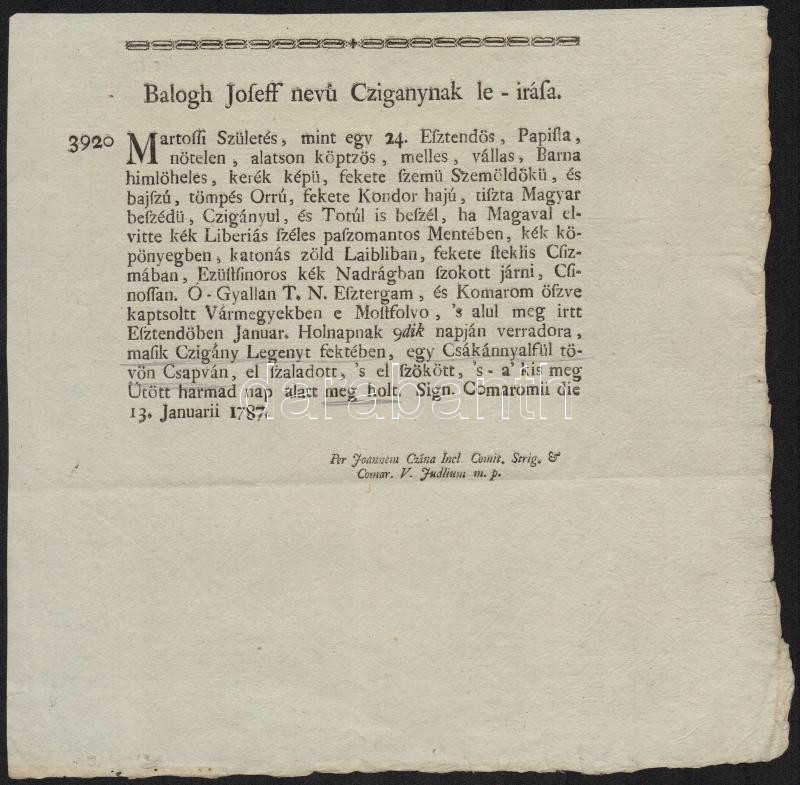 Balogh Joſeff nevů Cziganynak le - iráſa.
3920 Martoſſi Születés, mint egy 24. Eſztendös, Papiſta,
nötelen, alatson köptzös, melles, vállas, Barna
himlöheles, kerék képü, fekete ſzemü Szemöldökü, és
bajſzú, tömpés Orrú, fekete Kondor hajú, tiſzta Magyar
beſzédü, Czigányul, és Totúl is beſzél, ha Magaval el-
vitte kék Liberiás ſzéles paſzomantos Mentében, kék kö-
pönyegben, katonás zöld Laibliban, fekete ſteklis Cſiz-
mában, Ezüſtſinoros kék Nadrágban ſzokott járni, Cſi-
noſſan. Ó - Gyallan T. N. Eſztergam, és Komarom öſzve
kaptsoltt Vármegyekben e Moſtfolvo, 's alul meg irtt
Eſztendöben Januar. Holnapnak 9dik napján verradora,
maſik Czigány Legenyt fektében, egy Csákánnyalfül tö-
vön Csapván, el ſzaladott, 's el ſzökött, 's - a' kis meg
Ütött harmad nap alatt meg holt. Sign. Comaromii die
13. Januarii 1787.
Per Joannem Czina Incl. Comit. Strig. &
Comar. V. Judlium m. p.
darabanth